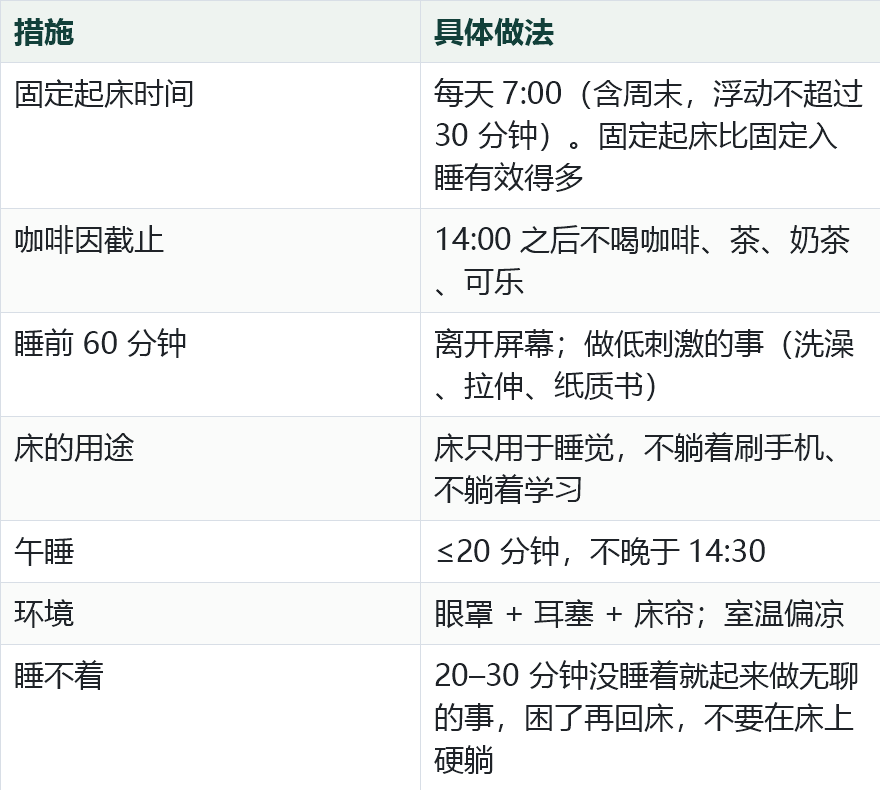 措施
具体做法
固定起床时间
每天 7:00（含周末，浮动不超过
30 分钟）。固定起床比固定入
睡有效得多
咖啡因截止
14:00 之后不喝咖啡、茶、奶茶
、可乐
睡前 60 分钟
离开屏幕；做低刺激的事（洗澡
、拉伸、纸质书）
床的用途
床只用于睡觉，不躺着刷手机、
不躺着学习
午睡
≤20 分钟，不晚于 14:30
环境
眼罩 + 耳塞 + 床帘；室温偏凉
睡不着
20–30 分钟没睡着就起来做无聊
的事，困了再回床，不要在床上
硬躺